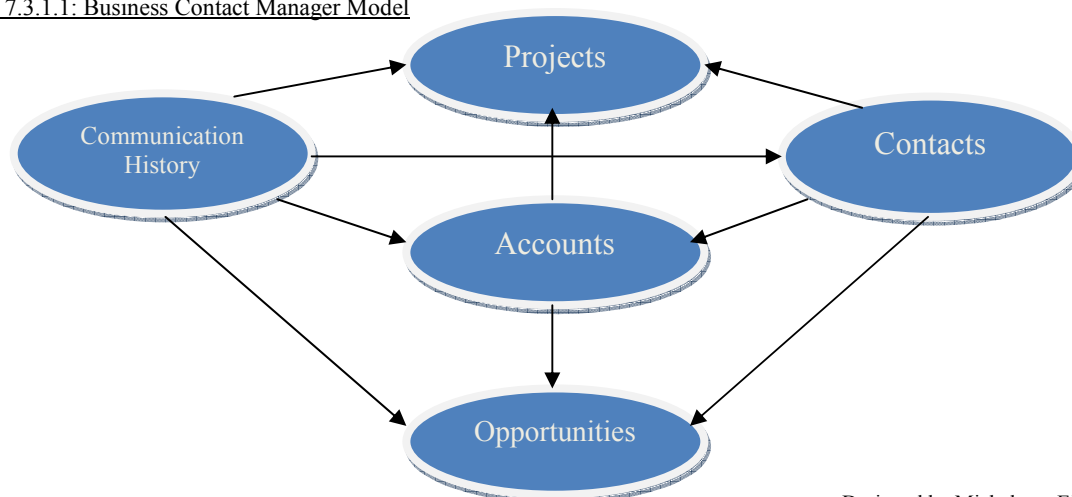 7.3.1.1: Business Contact Manager Model
Projects
Communication
History
Contacts
Accounts
Opportunities